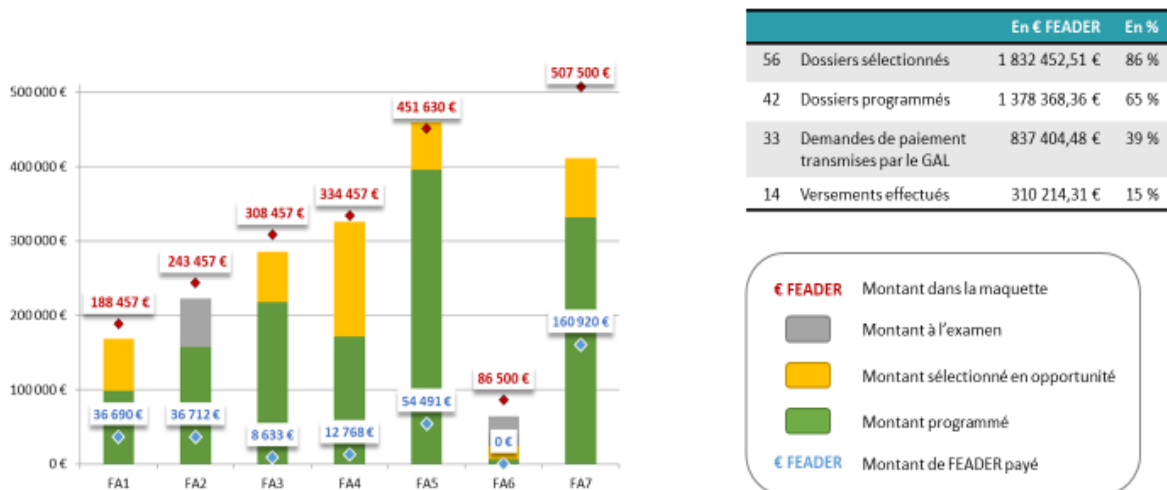 500 000 €
400 000 €
300 000 €
200 000 €
100 000 €
0 €
188 457 €
243 457 €
308 457 €
334 457 €
451 630 €
86 500 €
507 500 €
36 690 €
36 712 €
8 633 €
12 768 €
54 491 €
0 €
160 920 €
FA1 FA2 FA3 FA4 FA5 FA6 FA7
En € FEADER En %
56 Dossiers sélectionnés 1 832 452,51 € 86 %
42 Dossiers programmés 1 378 368,36 € 65 %
33 Demandes de paiement 837 404,48 € 39 %
transmises par le GAL
14 Versements effectués 310 214,31 € 15 %
€ FEADER Montant dans la maquette
Montant à l'examen
Montant sélectionné en opportunité
Montant programmé
€ FEADER Montant de FEADER payé